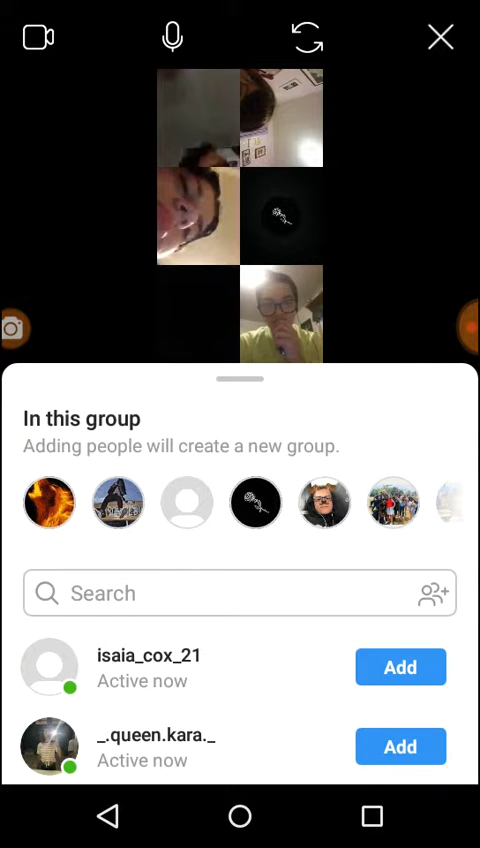 In this group
Adding people will create a new group.
Search
isaia_cox_21
Active now
Add
_.queen.kara._
Active now
Add